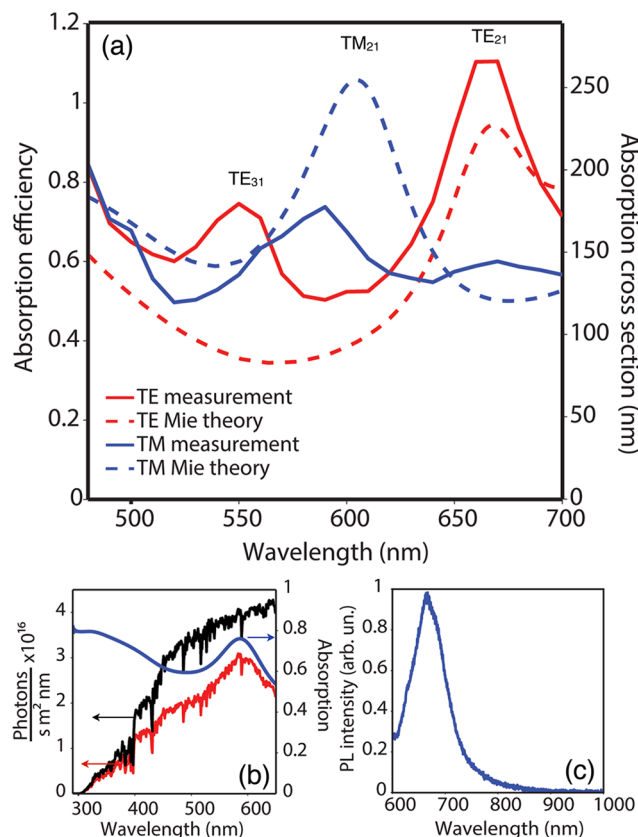 (a)
TM21
TE21
TE31
1.2
1
0.8
0.6
0.4
0.2
0
Absorption efficiency
250
200
150
100
50
0
Absorption cross section (nm)
TE measurement
TE Mie theory
TM measurement
TM Mie theory
500 550 600 650 700
Wavelength (nm)
4
3
2
1
0
Photons
s m² nm
x10¹⁶
1
0.8
0.6
0.4
0.2
0
Absorption
(b)
300 400 500 600
Wavelength (nm)
1
0.8
0.6
0.4
0.2
0
PL intensity (arb. un.)
(c)
600 700 800 900 1000
Wavelength (nm)